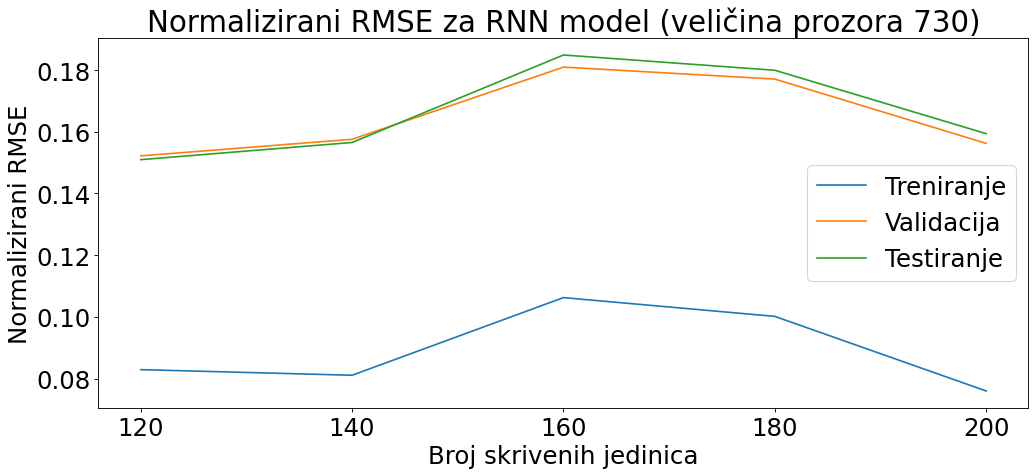 Normalizirani RMSE za RNN model (veličina prozora 730)
Normalizirani RMSE
0.18
0.16
0.14
0.12
0.10
0.08
Treniranje
Validacija
Testiranje
120 140 160 180 200
Broj skrivenih jedinica